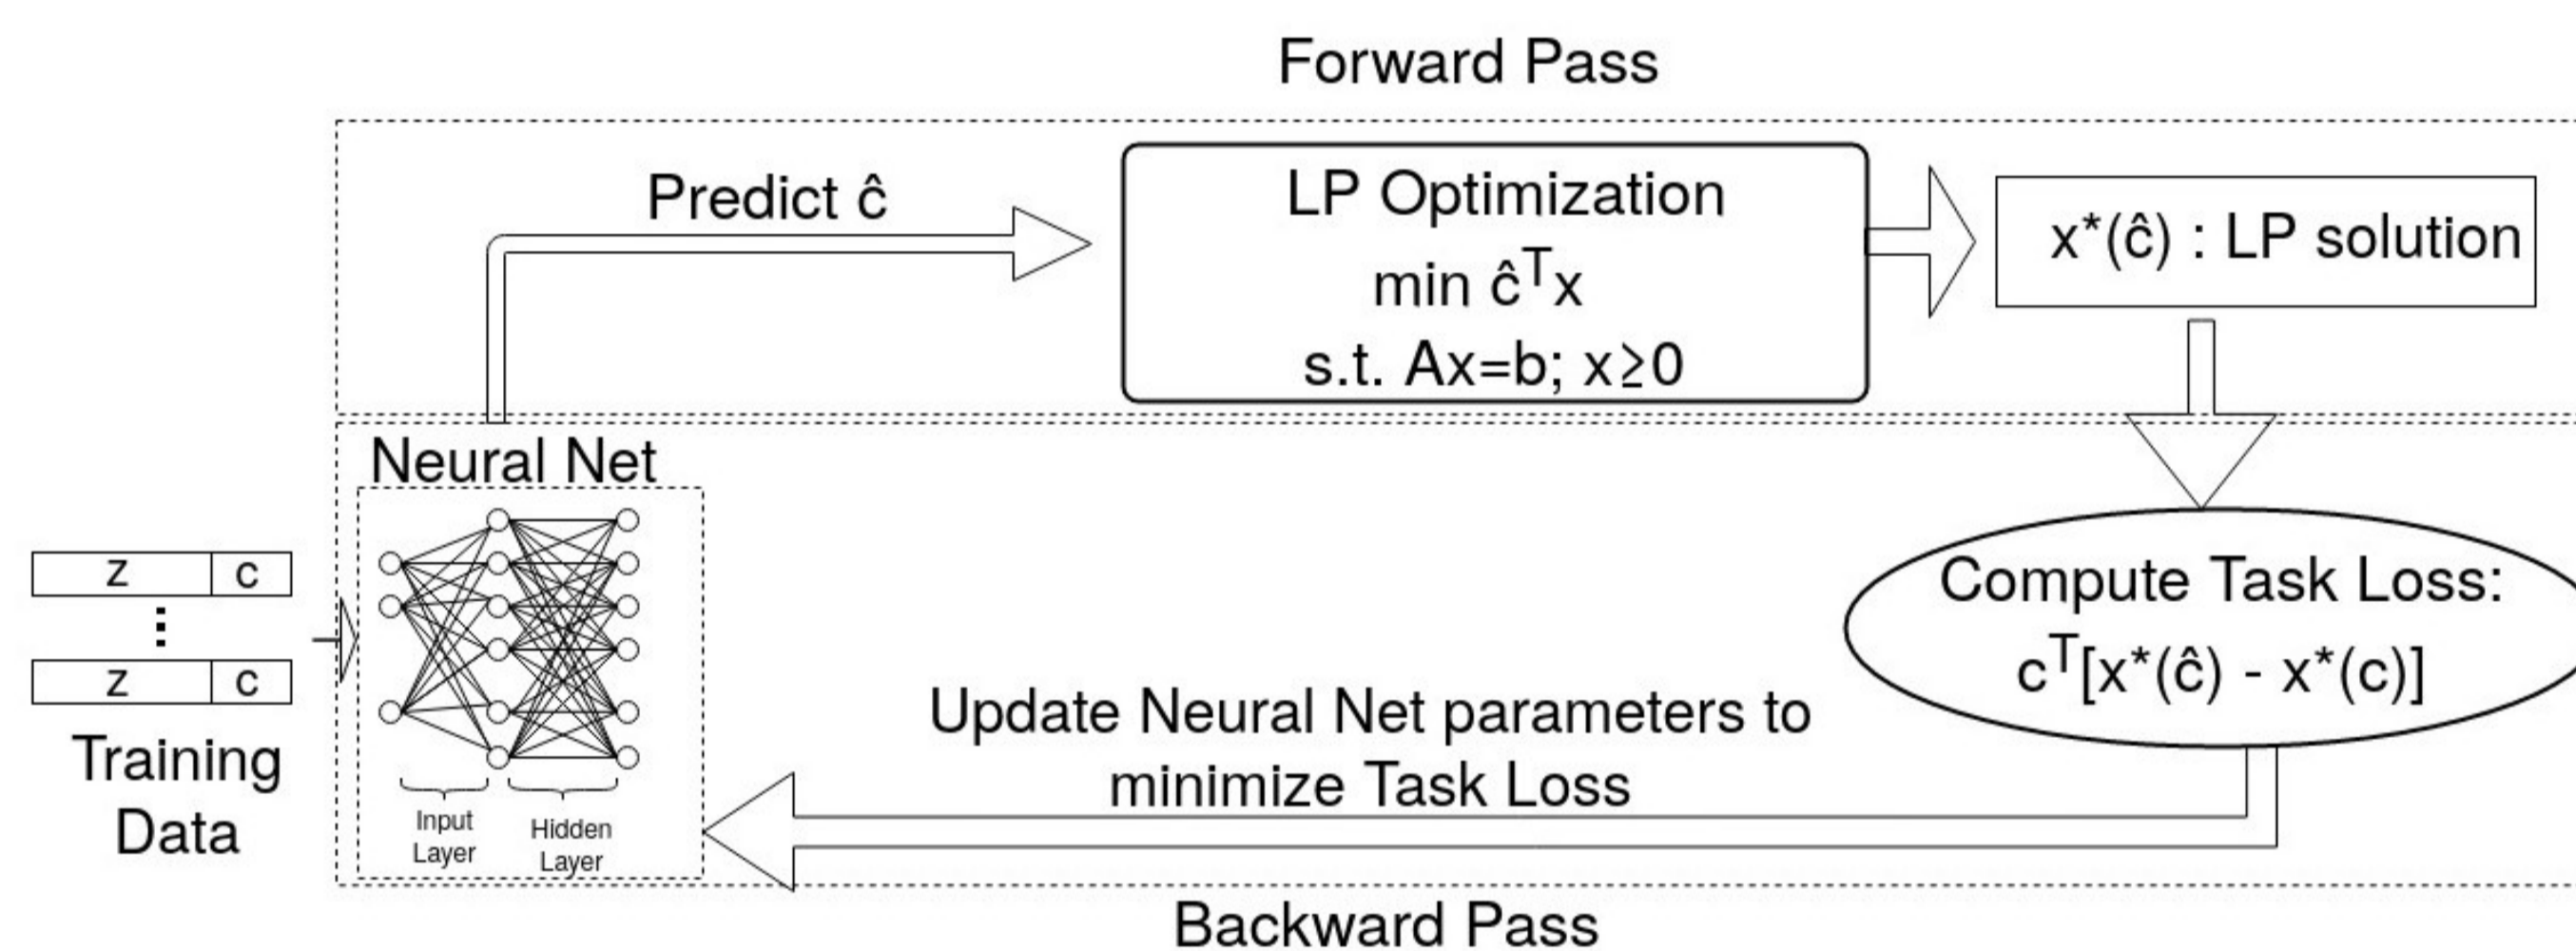 Forward Pass
Predict ĉ
LP Optimization
min ĉᵀx
s.t. Ax=b; x≥0
x*(ĉ) : LP solution
Neural Net
z c
⋮
z c
Training
Data
Input
Layer
Hidden
Layer
Compute Task Loss:
cᵀ[x*(ĉ) - x*(c)]
Update Neural Net parameters to
minimize Task Loss
Backward Pass